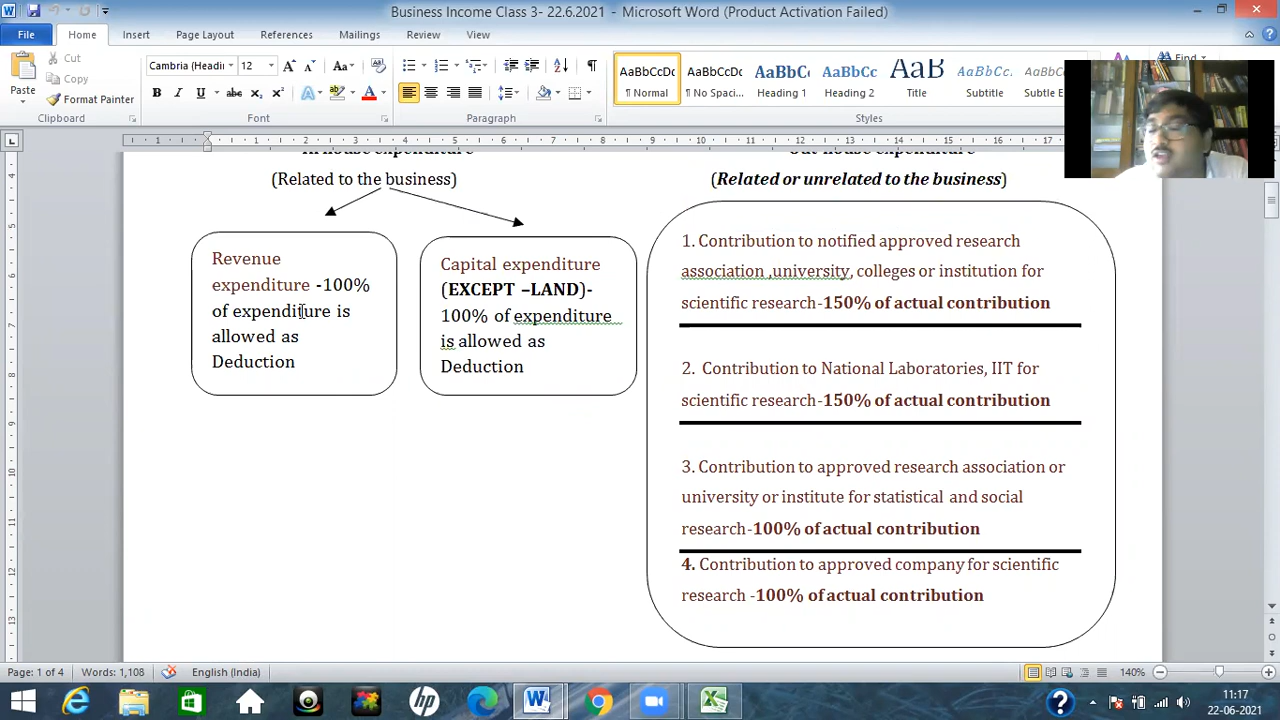 Business Income Class 3- 22.6.2021 - Microsoft Word (Product Activation Failed)
File Home Insert Page Layout References Mailings Review View
Paste
Cut
Copy
Format Painter
Clipboard
Cambria (Headi 12
Font
Paragraph
AaBbCcDc AaBbCcDc AaBbC AaBbCc AaB AaBbCcL AaBbCcD
¶ Normal ¶ No Spaci... Heading 1 Heading 2 Title Subtitle Subtle E
Styles
Find
(Related to the business)
Revenue
expenditure -100%
of expenditure is
allowed as
Deduction
Capital expenditure
(EXCEPT –LAND)-
100% of expenditure
is allowed as
Deduction
(Related or unrelated to the business)
1. Contribution to notified approved research
association ,university, colleges or institution for
scientific research-150% of actual contribution
2. Contribution to National Laboratories, IIT for
scientific research-150% of actual contribution
3. Contribution to approved research association or
university or institute for statistical and social
research-100% of actual contribution
4. Contribution to approved company for scientific
research -100% of actual contribution
Page: 1 of 4 Words: 1,108 English (India) 140%
11:17
22-06-2021